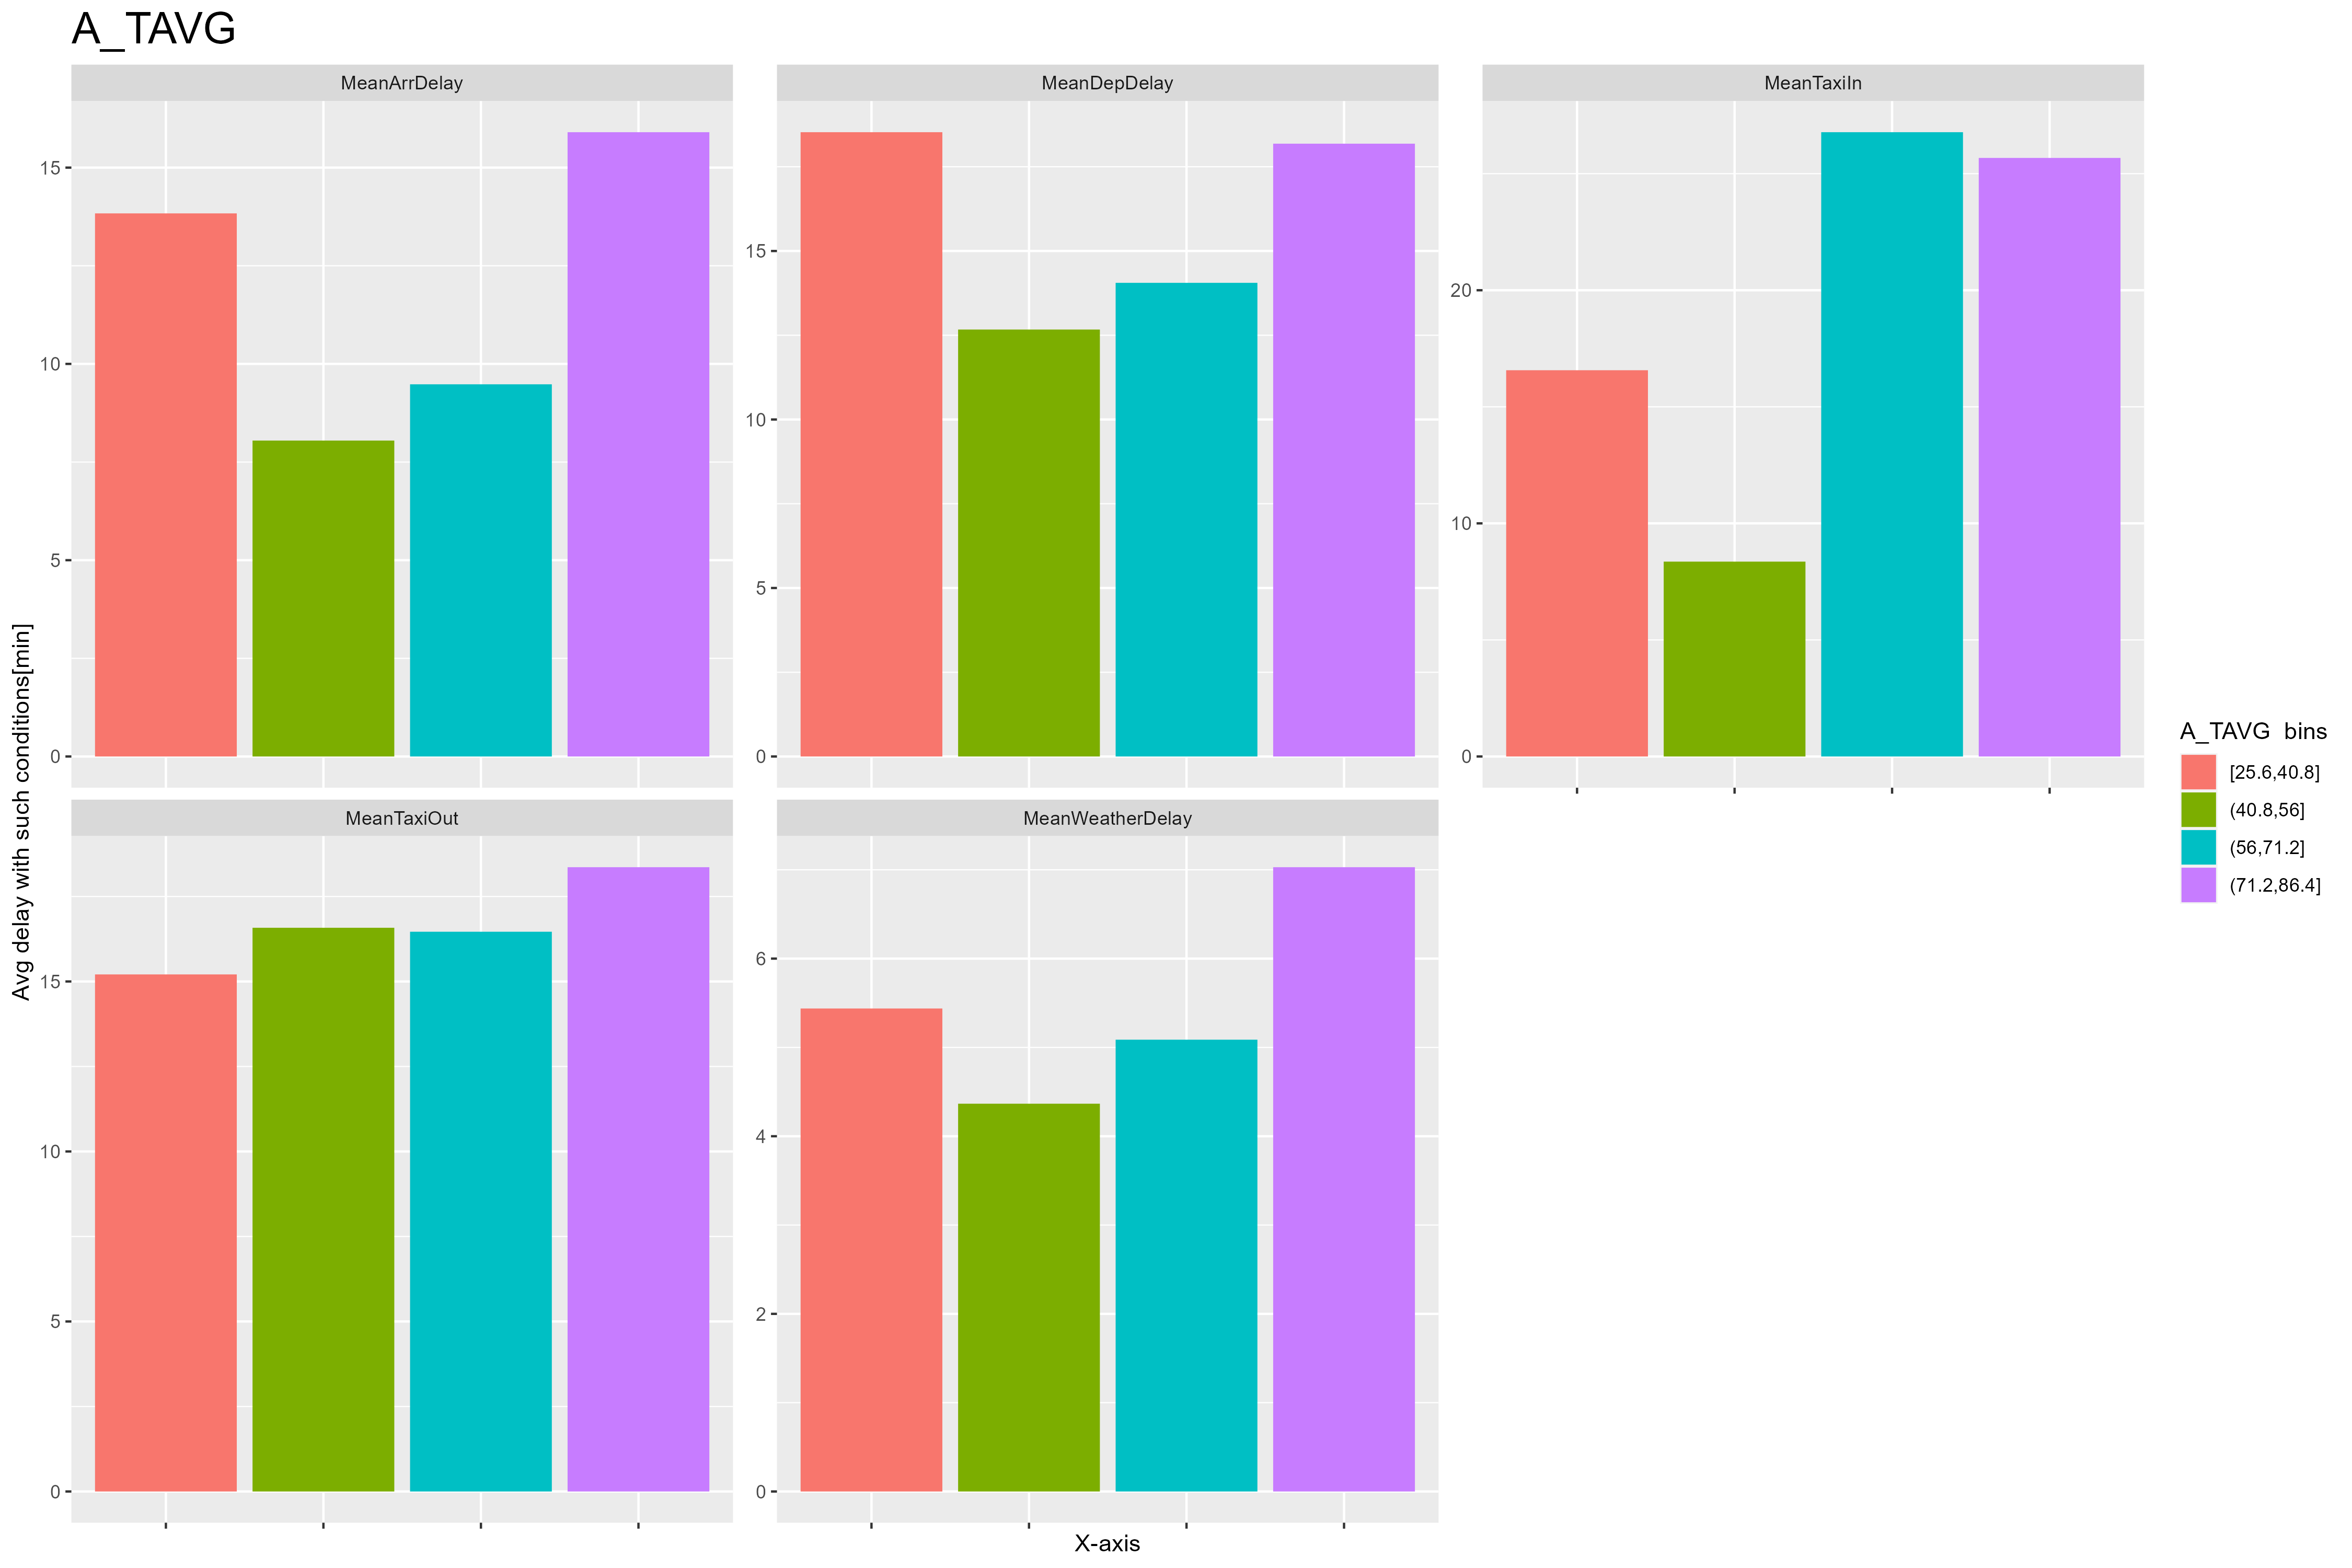 A_TAVG
MeanArrDelay
MeanDepDelay
MeanTaxiIn
15
10
5
0
15
10
5
0
20
10
0
MeanTaxiOut
MeanWeatherDelay
15
10
5
0
6
4
2
0
Avg delay with such conditions[min]
X-axis
A_TAVG  bins
[25.6,40.8]
(40.8,56]
(56,71.2]
(71.2,86.4]